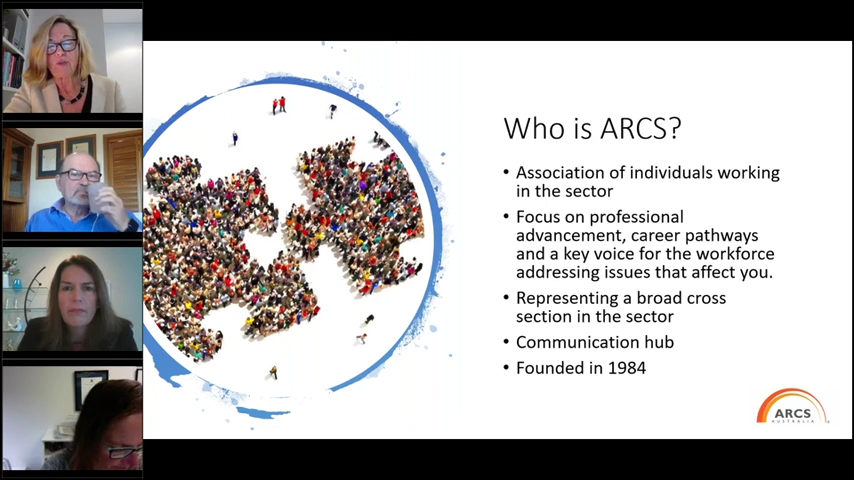 Who is ARCS?
• Association of individuals working
in the sector
• Focus on professional
advancement, career pathways
and a key voice for the workforce
addressing issues that affect you.
• Representing a broad cross
section in the sector
• Communication hub
• Founded in 1984
ARCS
AUSTRALIA